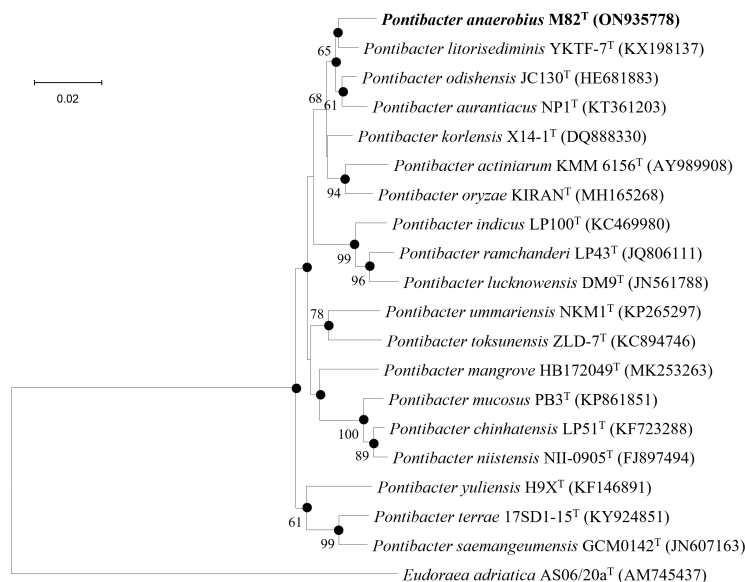 Pontibacter anaerobius M82ᵀ (ON935778)
65
Pontibacter litorisediminis YKTF-7ᵀ (KX198137)
Pontibacter odishensis JC130ᵀ (HE681883)
0.02
68
61
Pontibacter aurantiacus NP1ᵀ (KT361203)
Pontibacter korlensis X14-1ᵀ (DQ888330)
Pontibacter actiniarum KMM 6156ᵀ (AY989908)
94
Pontibacter oryzae KIRANᵀ (MH165268)
Pontibacter indicus LP100ᵀ (KC469980)
99
Pontibacter ramchanderi LP43ᵀ (JQ806111)
96
Pontibacter lucknowensis DM9ᵀ (JN561788)
78
Pontibacter ummariensis NKM1ᵀ (KP265297)
Pontibacter toksunensis ZLD-7ᵀ (KC894746)
Pontibacter mangrove HB172049ᵀ (MK253263)
Pontibacter mucosus PB3ᵀ (KP861851)
100
Pontibacter chinhatensis LP51ᵀ (KF723288)
89
Pontibacter niistensis NII-0905ᵀ (FJ897494)
Pontibacter yuliensis H9Xᵀ (KF146891)
61
Pontibacter terrae 17SD1-15ᵀ (KY924851)
99
Pontibacter saemangeumensis GCM0142ᵀ (JN607163)
Eudoraea adriatica AS06/20aᵀ (AM745437)